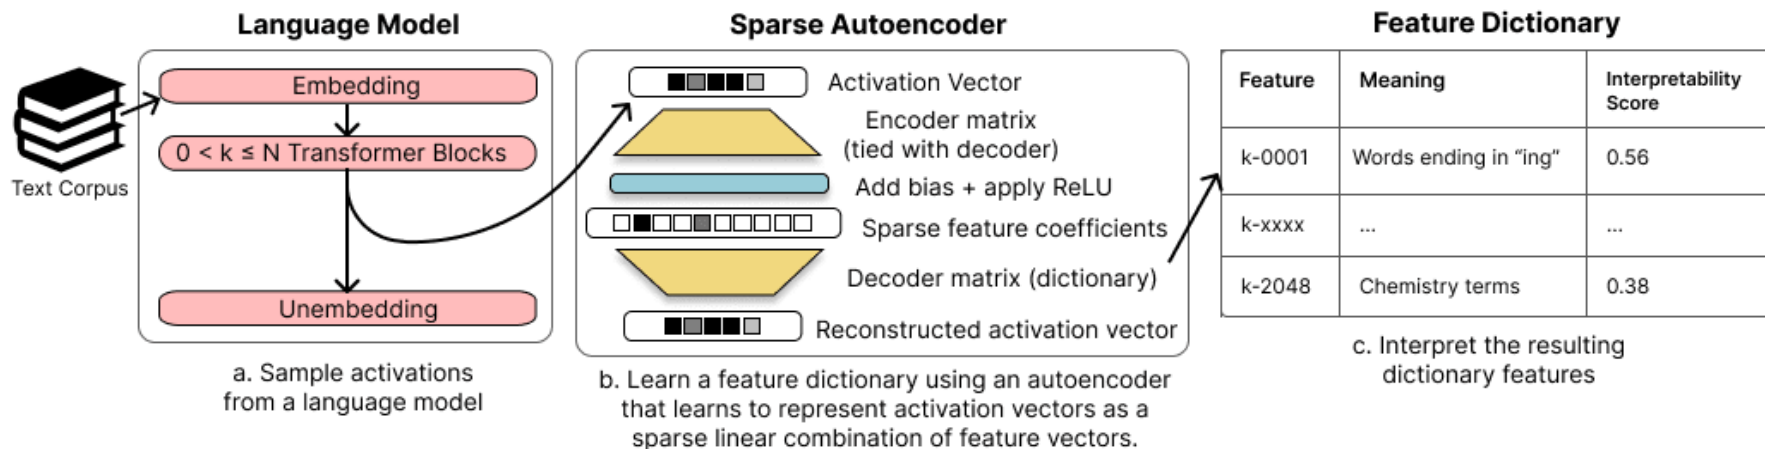 Language Model
Text Corpus
Embedding
0 < k ≤ N Transformer Blocks
Unembedding
a. Sample activations
from a language model
Sparse Autoencoder
Activation Vector
Encoder matrix
(tied with decoder)
Add bias + apply ReLU
Sparse feature coefficients
Decoder matrix (dictionary)
Reconstructed activation vector
b. Learn a feature dictionary using an autoencoder
that learns to represent activation vectors as a
sparse linear combination of feature vectors.
Feature Dictionary
Feature Meaning Interpretability
Score
k-0001 Words ending in “ing” 0.56
k-xxxx ... ...
k-2048 Chemistry terms 0.38
c. Interpret the resulting
dictionary features